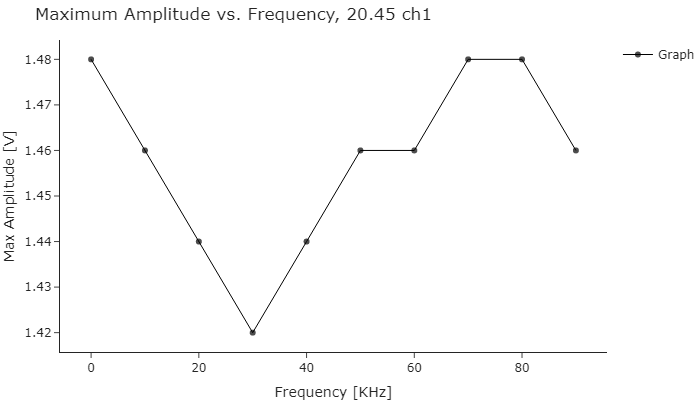 Maximum Amplitude vs. Frequency, 20.45 ch1
Graph
Max Amplitude [V]
1.48
1.47
1.46
1.45
1.44
1.43
1.42
0 20 40 60 80
Frequency [KHz]